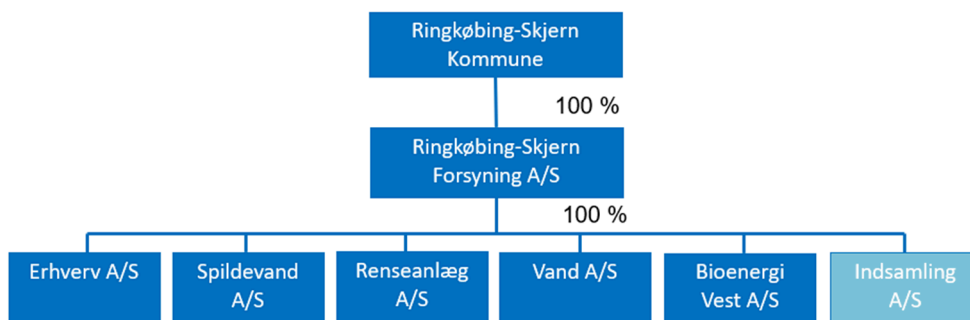 Ringkøbing-Skjern
Kommune
100 %
Ringkøbing-Skjern
Forsyning A/S
100 %
Erhverv A/S
Spildevand
A/S
Renseanlæg
A/S
Vand A/S
Bioenergi
Vest A/S
Indsamling
A/S